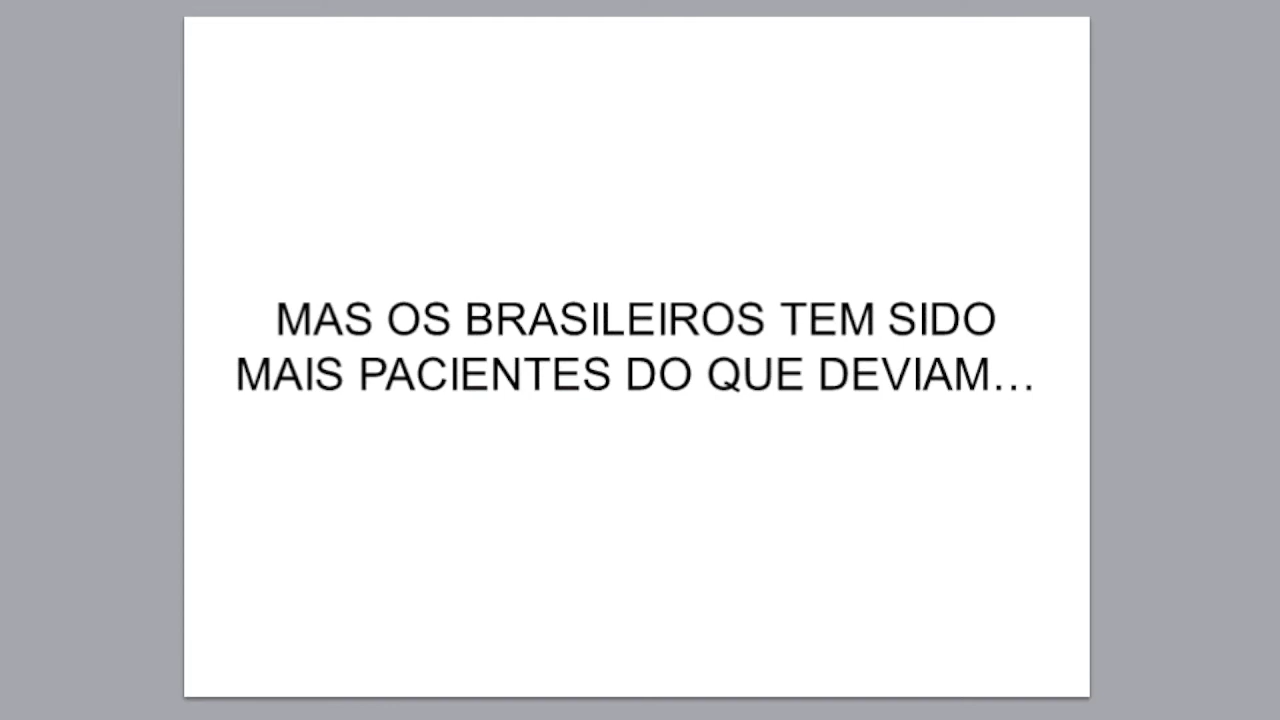 MAS OS BRASILEIROS TEM SIDO
MAIS PACIENTES DO QUE DEVIAM…